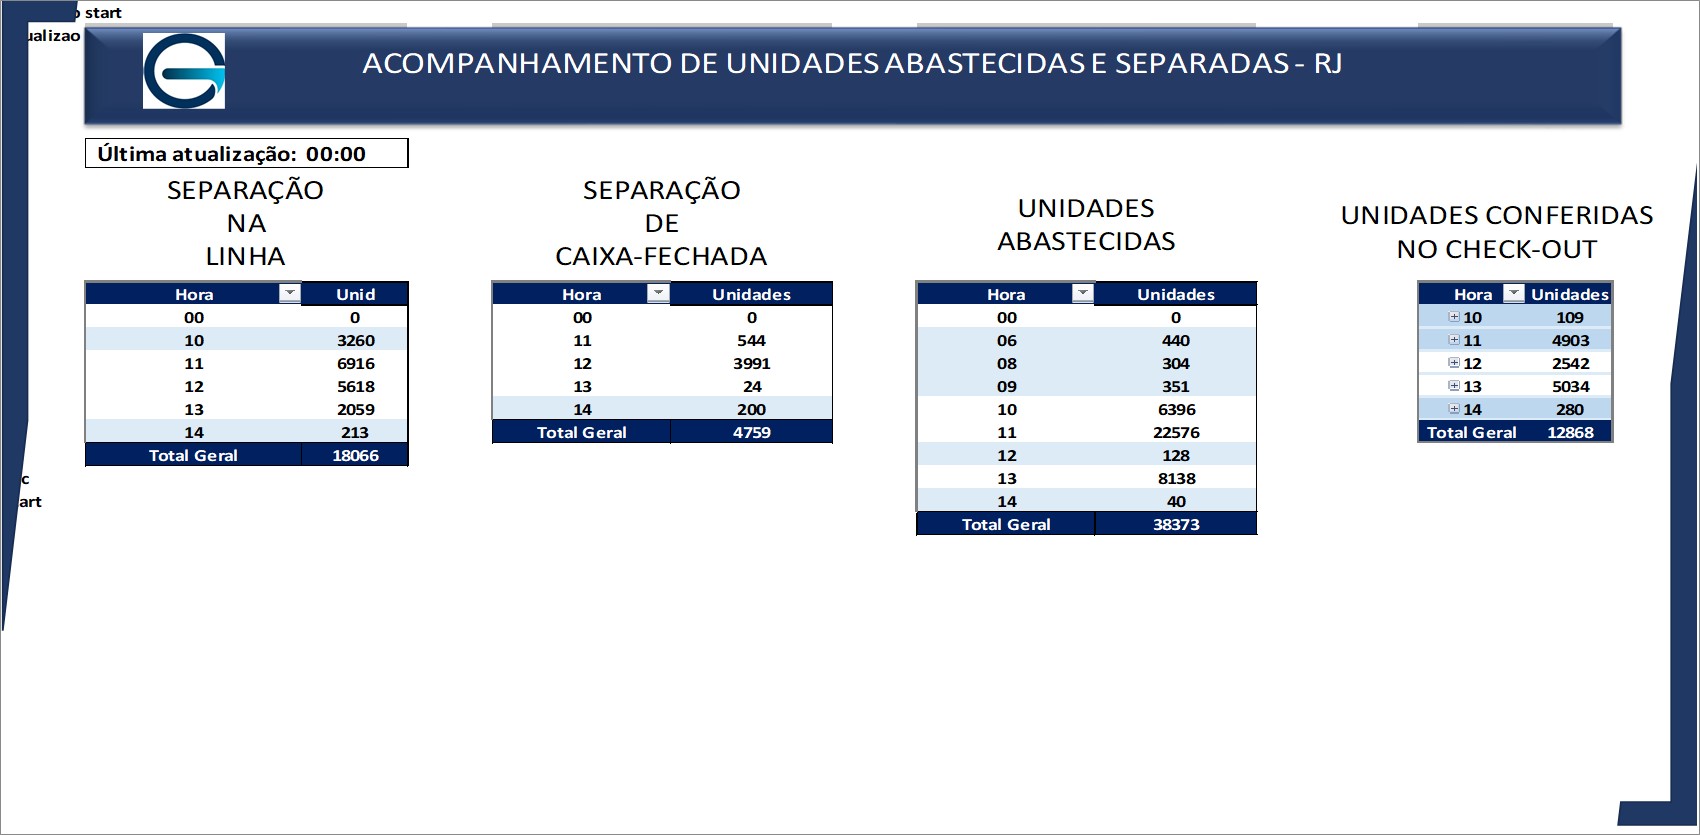 start
ACOMPANHAMENTO DE UNIDADES ABASTECIDAS E SEPARADAS - RJ
Última atualização: 00:00
SEPARAÇÃO
NA
LINHA
Hora Unid
00 0
10 3260
11 6916
12 5618
13 2059
14 213
Total Geral 18066
SEPARAÇÃO
DE
CAIXA-FECHADA
Hora Unidades
00 0
11 544
12 3991
13 24
14 200
Total Geral 4759
UNIDADES
ABASTECIDAS
Hora Unidades
00 0
06 440
08 304
09 351
10 6396
11 22576
12 128
13 8138
14 40
Total Geral 38373
UNIDADES CONFERIDAS
NO CHECK-OUT
Hora Unidades
10 109
11 4903
12 2542
13 5034
14 280
Total Geral 12868